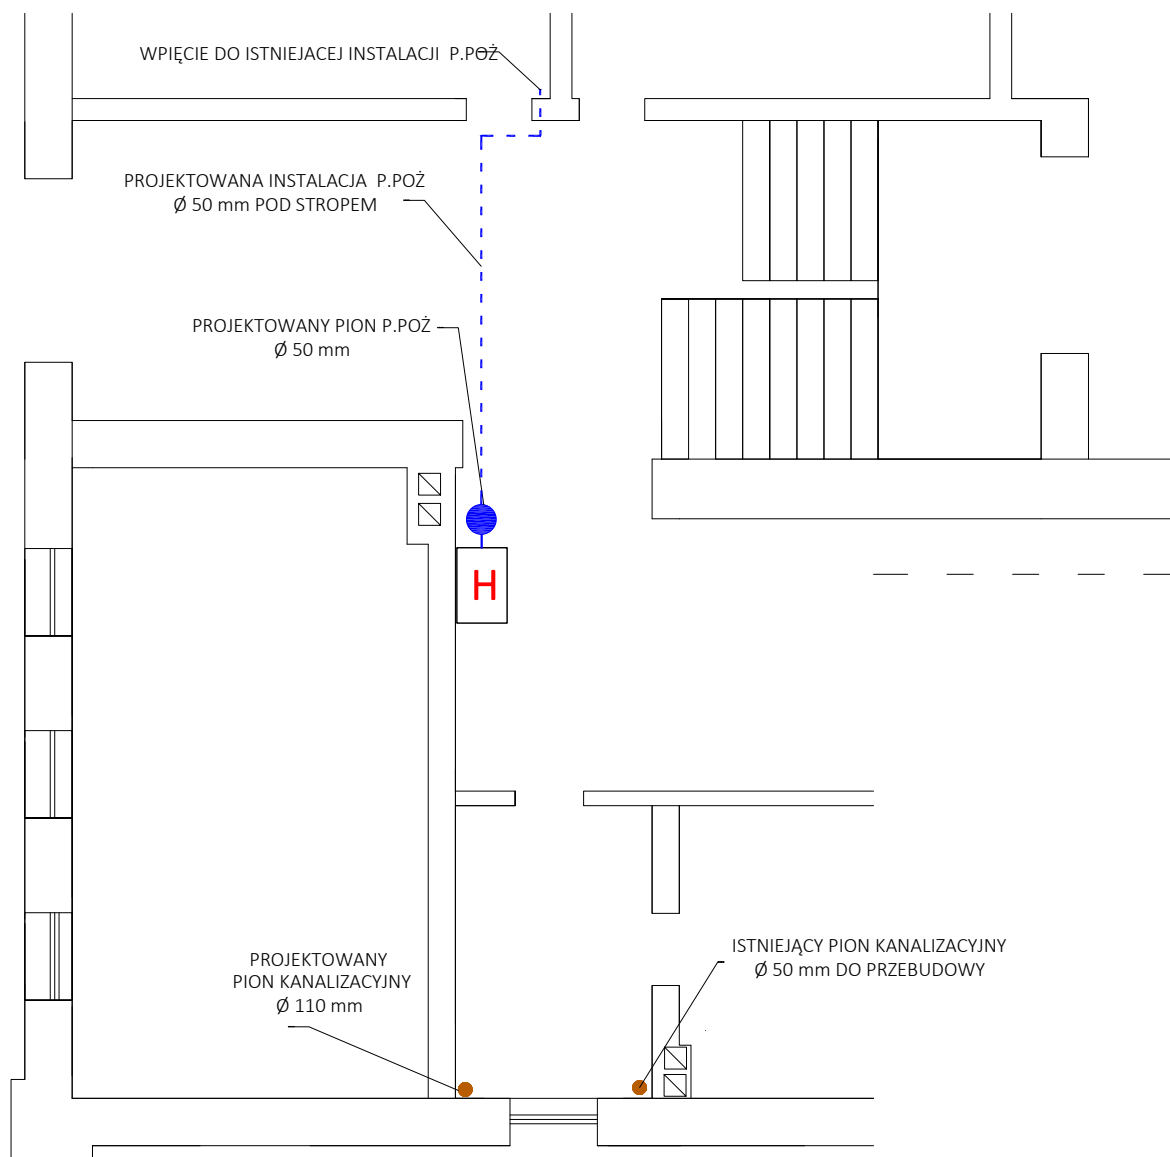 WPIĘCIE DO ISTNIEJACEJ INSTALACJI P.POŻ
PROJEKTOWANA INSTALACJA P.POŻ
Ø 50 mm POD STROPEM
PROJEKTOWANY PION P.POŻ
Ø 50 mm
H
PROJEKTOWANY
PION KANALIZACYJNY
Ø 110 mm
ISTNIEJĄCY PION KANALIZACYJNY
Ø 50 mm DO PRZEBUDOWY